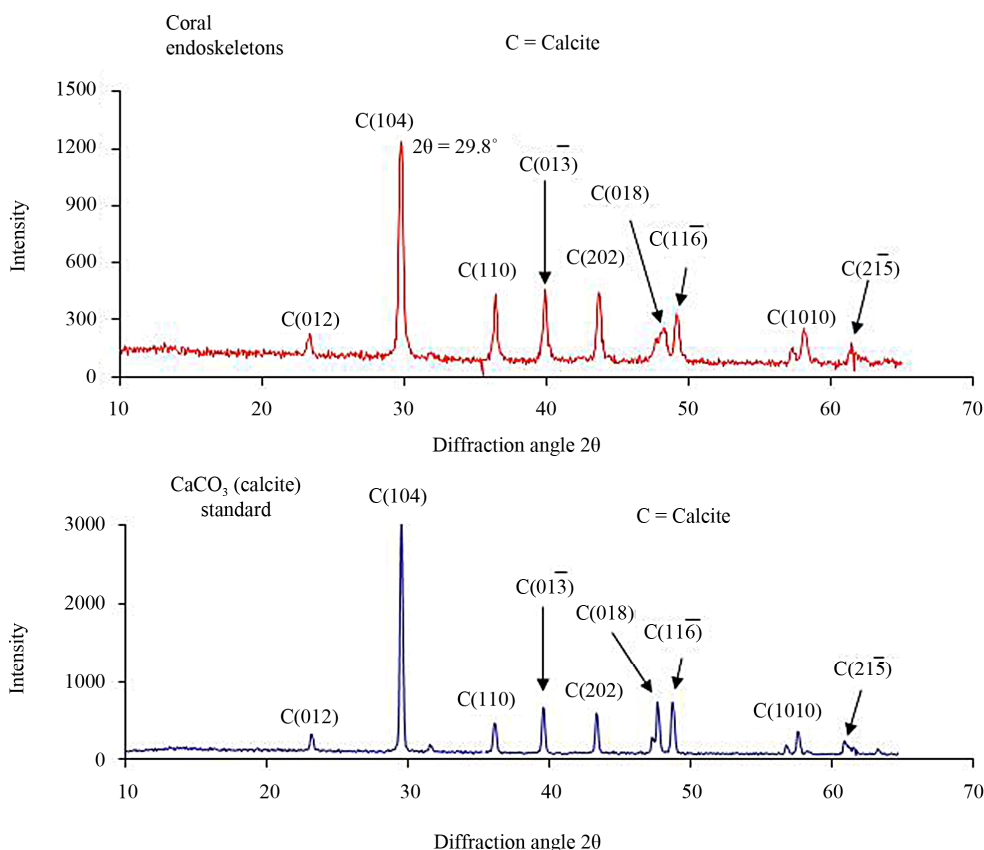 Coral
endoskeletons
C = Calcite
1500
1200
900
600
300
0
Intensity
C(012)
C(104)
2θ = 29.8°
C(110)
C(013̅)
C(202)
C(018)
C(116̅)
C(1010)
C(215̅)
10 20 30 40 50 60 70
Diffraction angle 2θ
CaCO₃ (calcite)
standard
C = Calcite
3000
2000
1000
0
Intensity
C(012)
C(104)
C(110)
C(013̅)
C(202)
C(018)
C(116̅)
C(1010)
C(215̅)
10 20 30 40 50 60 70
Diffraction angle 2θ